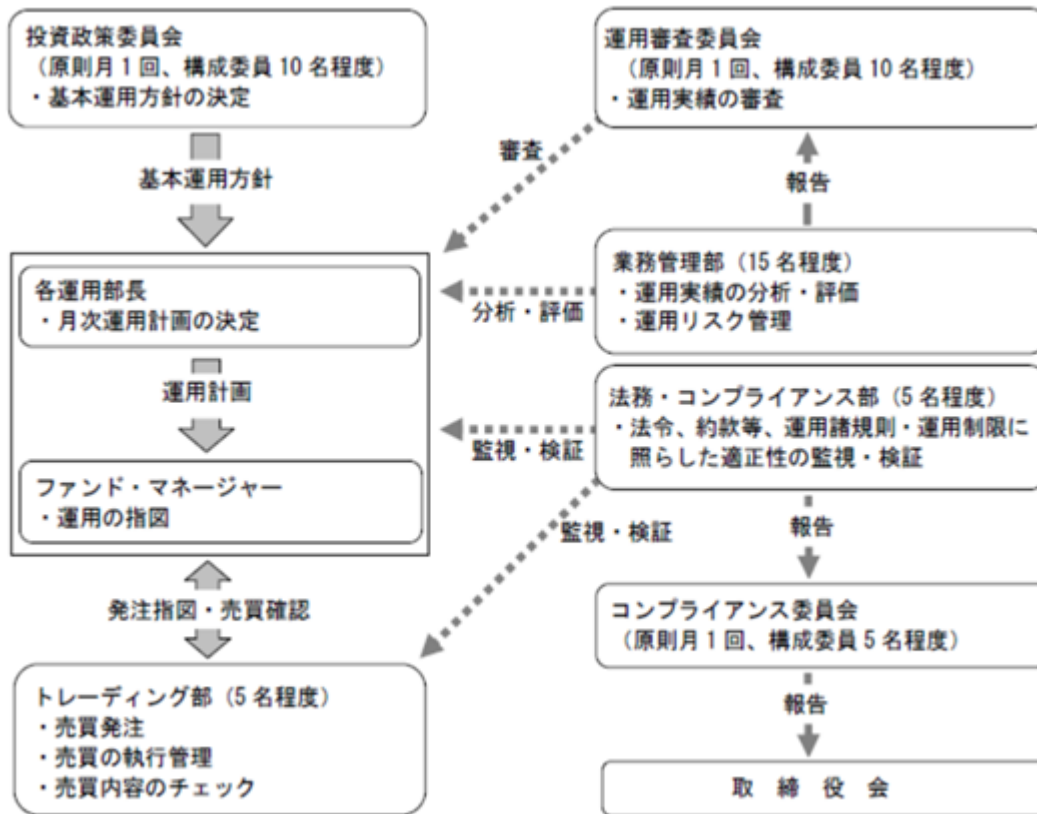 投資政策委員会
（原則月1回、構成委員10名程度）
・基本運用方針の決定
基本運用方針
各運用部長
・月次運用計画の決定
運用計画
ファンド・マネージャー
・運用の指図
発注指図・売買確認
トレーディング部（5名程度）
・売買発注
・売買の執行管理
・売買内容のチェック
運用審査委員会
（原則月1回、構成委員10名程度）
・運用実績の審査
審査
報告
業務管理部（15名程度）
・運用実績の分析・評価
・運用リスク管理
分析・評価
法務・コンプライアンス部（5名程度）
・法令、約款等、運用諸規則・運用制限に
照らした適正性の監視・検証
監視・検証
監視・検証
報告
コンプライアンス委員会
（原則月1回、構成委員5名程度）
報告
取 締 役 会